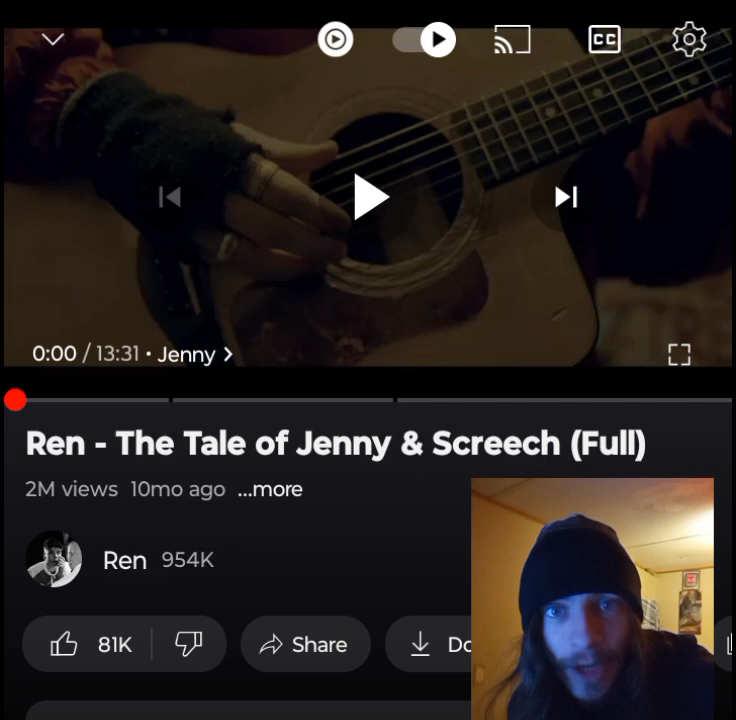 CC
0:00 / 13:31 • Jenny >
Ren - The Tale of Jenny & Screech (Full)
2M views 10mo ago ...more
Ren 954K
81K Share Do